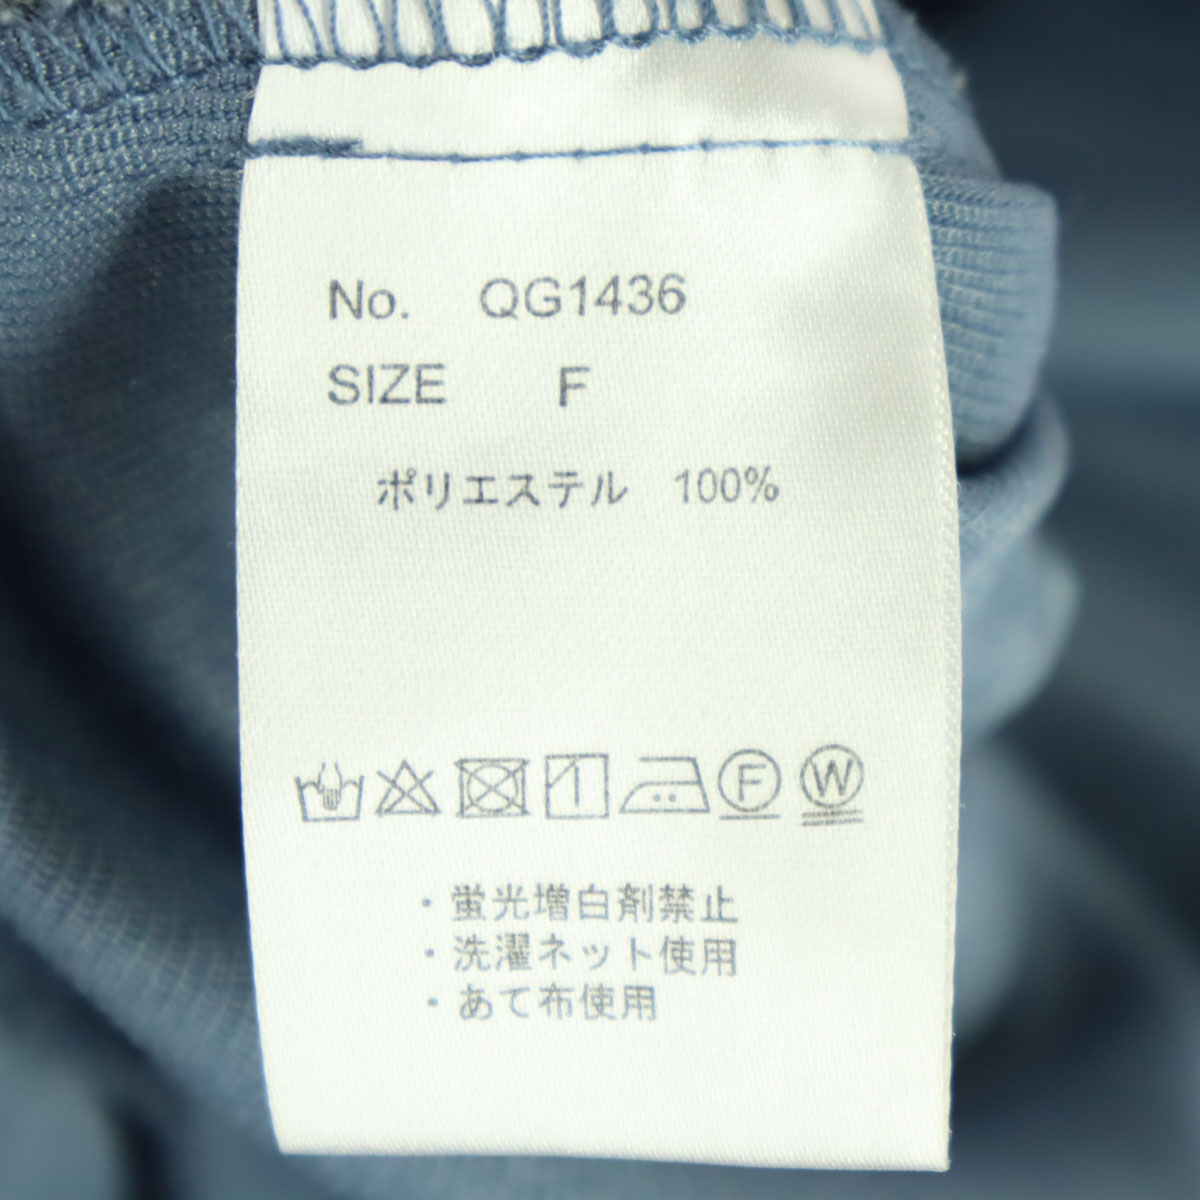 No. QG1436
SIZE F
ポリエステル 100%
F W
・蛍光増白剤禁止
・洗濯ネット使用
・あて布使用